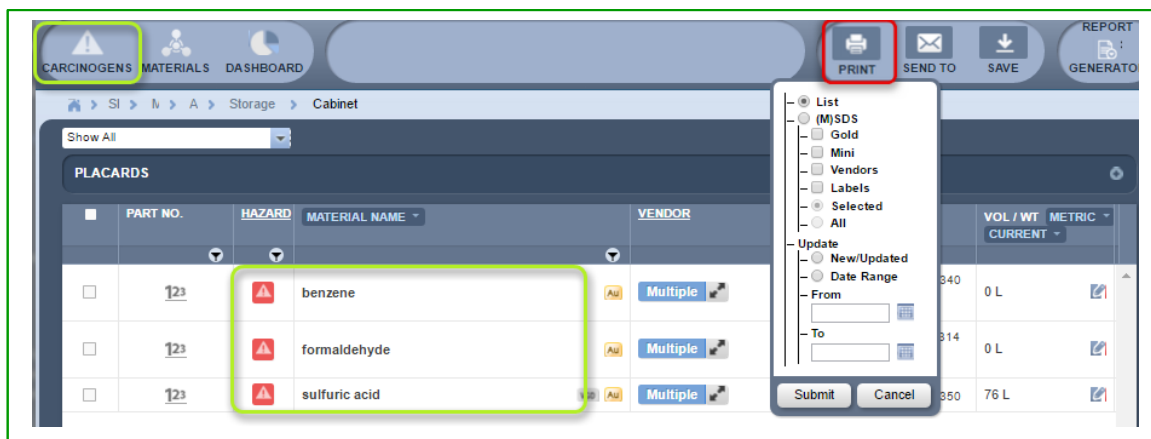 REPORT
CARCINOGENS MATERIALS DASHBOARD PRINT SEND TO SAVE GENERATO
A > Storage > Cabinet
Show All
PLACARDS
PART NO. HAZARD MATERIAL NAME VENDOR VOL / WT METRIC
CURRENT
123 benzene Au Multiple 340 0 L
123 formaldehyde Au Multiple 314 0 L
123 sulfuric acid Au Multiple 350 76 L
List
(M)SDS
Gold
Mini
Vendors
Labels
Selected
All
Update
New/Updated
Date Range
From
To
Submit Cancel